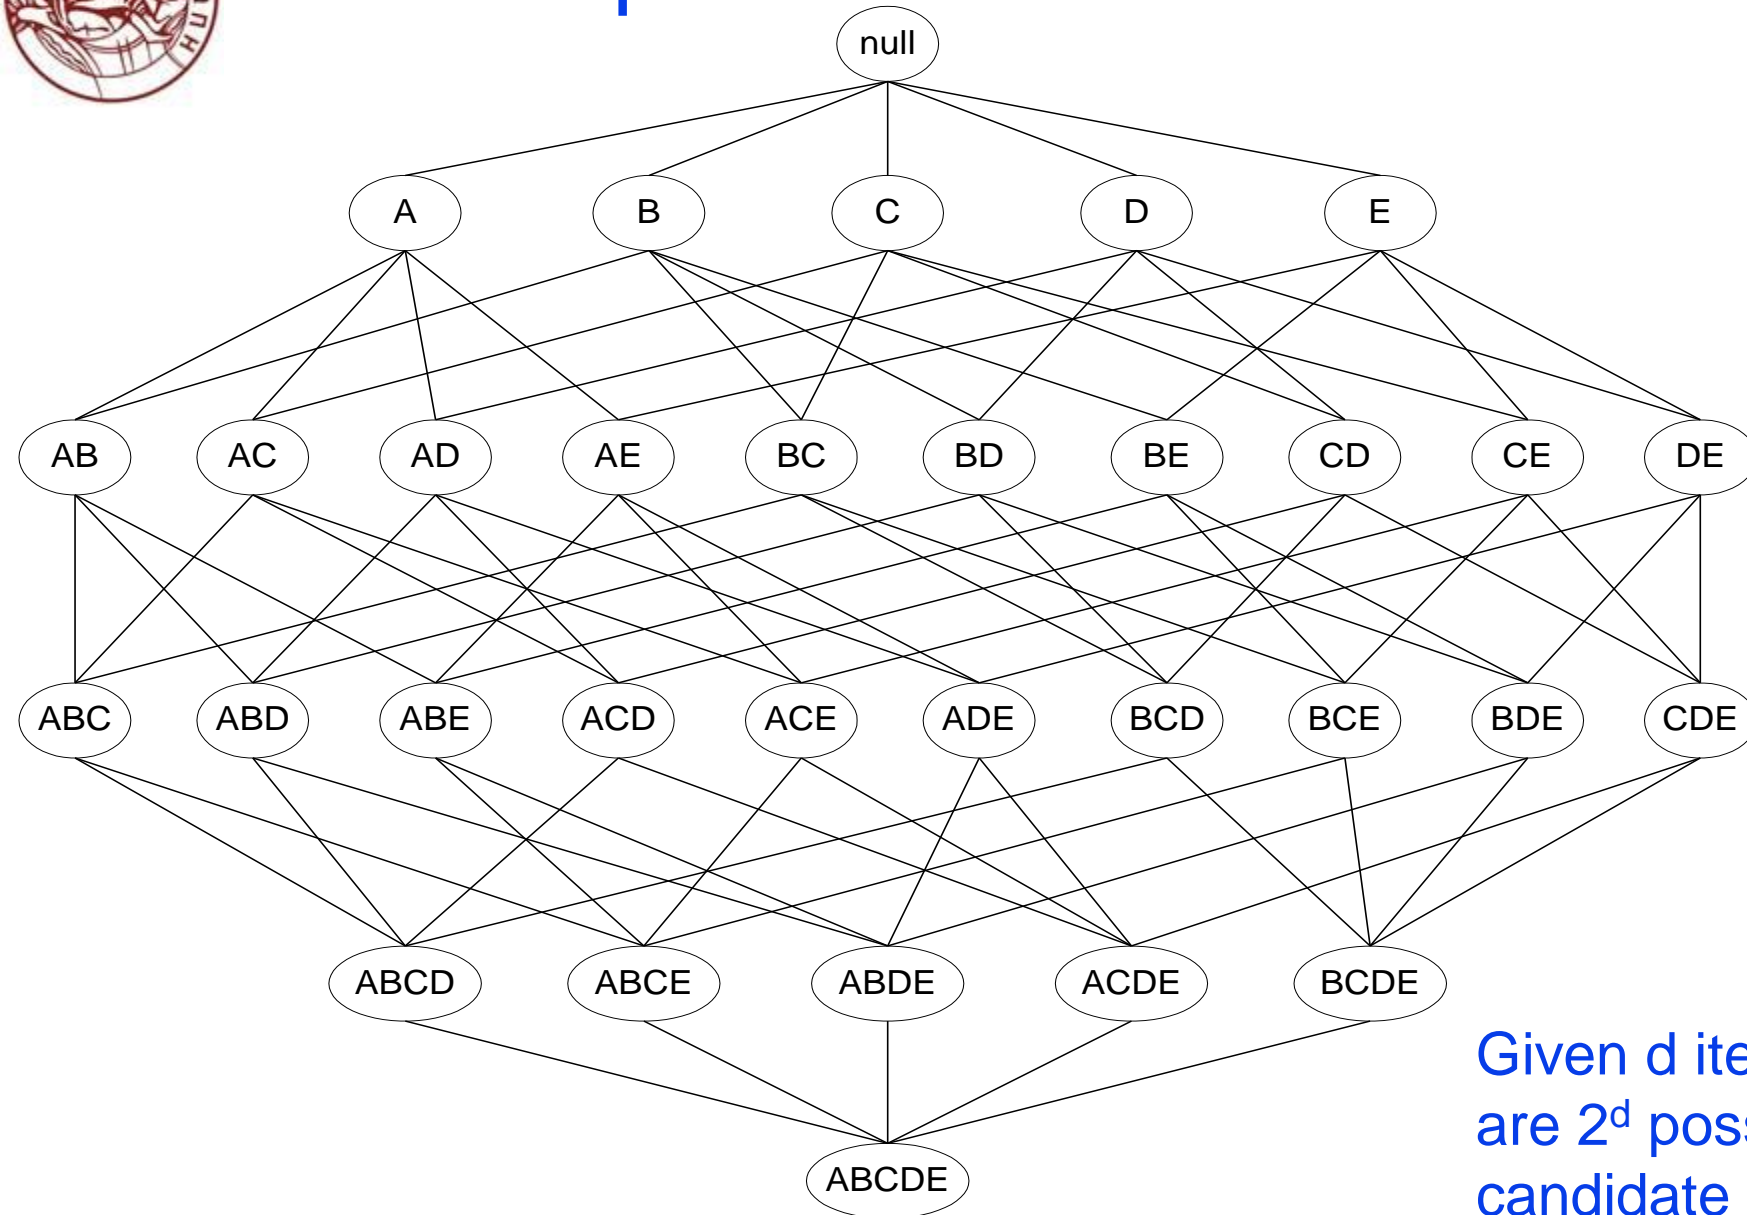 null
A B C D E
AB AC AD AE BC BD BE CD CE DE
ABC ABD ABE ACD ACE ADE BCD BCE BDE CDE
ABCD ABCE ABDE ACDE BCDE
Given d
are 2ᵈ
candidate
ABCDE